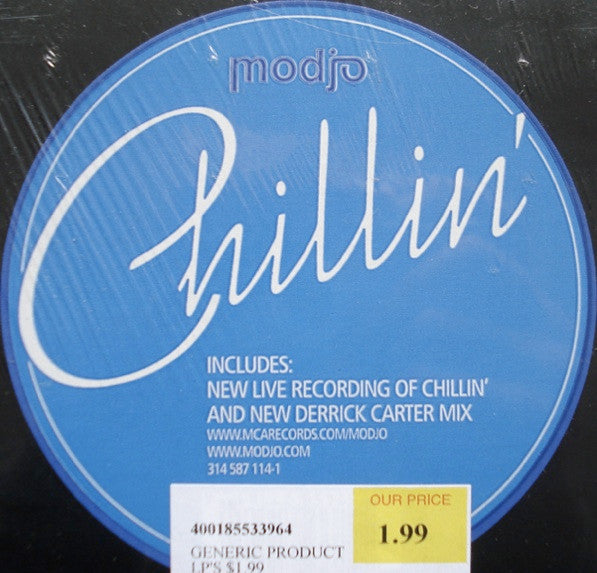 modjo
Chillin'
INCLUDES:
NEW LIVE RECORDING OF CHILLIN'
AND NEW DERRICK CARTER MIX
WWW.MCARECORDS.COM/MODJO
WWW.MODJO.COM
314 587 114-1
OUR PRICE
1.99
400185533964
GENERIC PRODUCT
LP'S $1.99